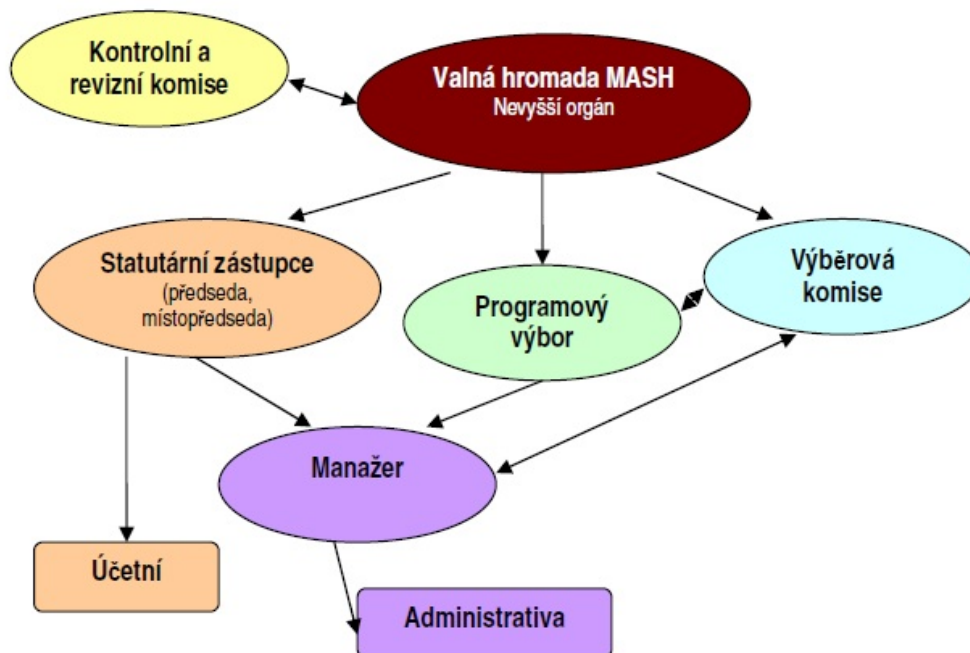 Kontrolní a
revizní komise
Valná hromada MASH
Nevyšší orgán
Statutární zástupce
(předseda,
místopředseda)
Programový
výbor
Výběrová
komise
Manažer
Účetní
Administrativa